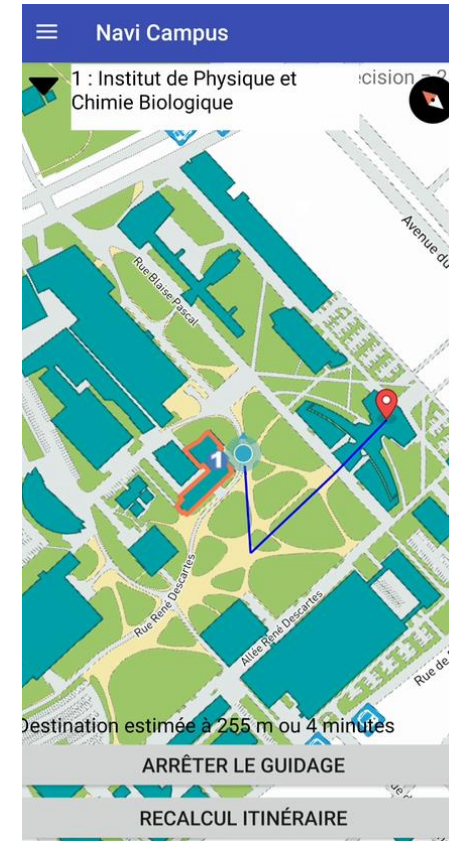 Navi Campus
1 : Institut de Physique et
Chimie Biologique
Avenue du
Rue Blaise Pascal
1
Rue René Descartes
Allée René Descartes
Rue de
Destination estimée à 255 m ou 4 minutes
ARRÊTER LE GUIDAGE
RECALCUL ITINÉRAIRE